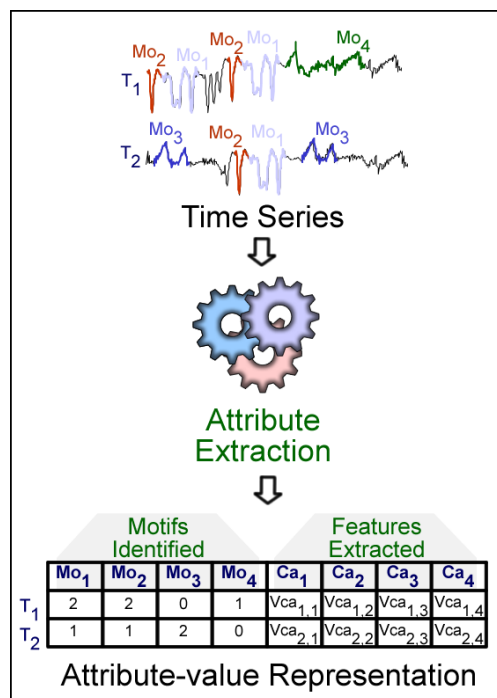 Mo2 Mo1 Mo2 Mo1 Mo4
T1
Mo3 Mo2 Mo1 Mo3
T2
Time Series
Attribute
Extraction
Motifs
Identified
Features
Extracted
Mo1 Mo2 Mo3 Mo4 Ca1 Ca2 Ca3 Ca4
T1 2 2 0 1 Vca1,1 Vca1,2 Vca1,3 Vca1,4
T2 1 1 2 0 Vca2,1 Vca2,2 Vca2,3 Vca2,4
Attribute-value Representation